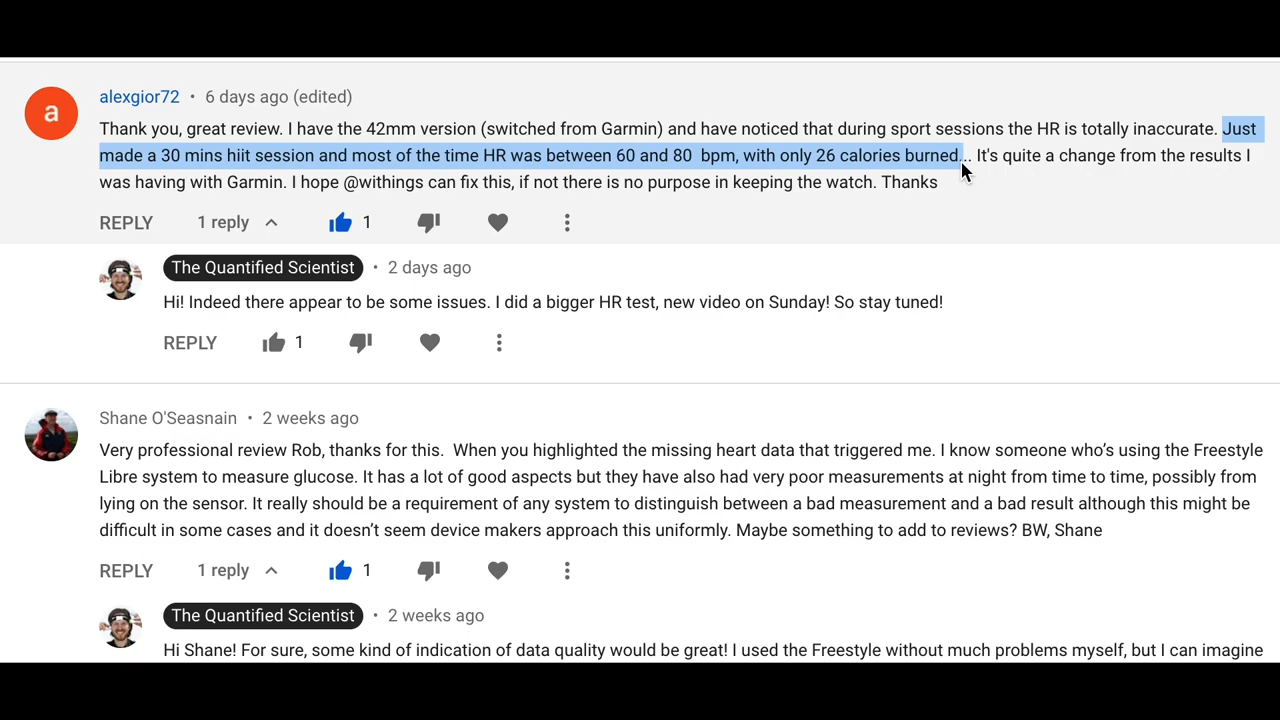 alexgior72 • 6 days ago (edited)
Thank you, great review. I have the 42mm version (switched from Garmin) and have noticed that during sport sessions the HR is totally inaccurate. Just
made a 30 mins hiit session and most of the time HR was between 60 and 80  bpm, with only 26 calories burned... It's quite a change from the results I
was having with Garmin. I hope @withings can fix this, if not there is no purpose in keeping the watch. Thanks
REPLY 1 reply 1
The Quantified Scientist • 2 days ago
Hi! Indeed there appear to be some issues. I did a bigger HR test, new video on Sunday! So stay tuned!
REPLY 1
Shane O'Seasnain • 2 weeks ago
Very professional review Rob, thanks for this.  When you highlighted the missing heart data that triggered me. I know someone who’s using the Freestyle
Libre system to measure glucose. It has a lot of good aspects but they have also had very poor measurements at night from time to time, possibly from
lying on the sensor. It really should be a requirement of any system to distinguish between a bad measurement and a bad result although this might be
difficult in some cases and it doesn’t seem device makers approach this uniformly. Maybe something to add to reviews? BW, Shane
REPLY 1 reply 1
The Quantified Scientist • 2 weeks ago
Hi Shane! For sure, some kind of indication of data quality would be great! I used the Freestyle without much problems myself, but I can imagine